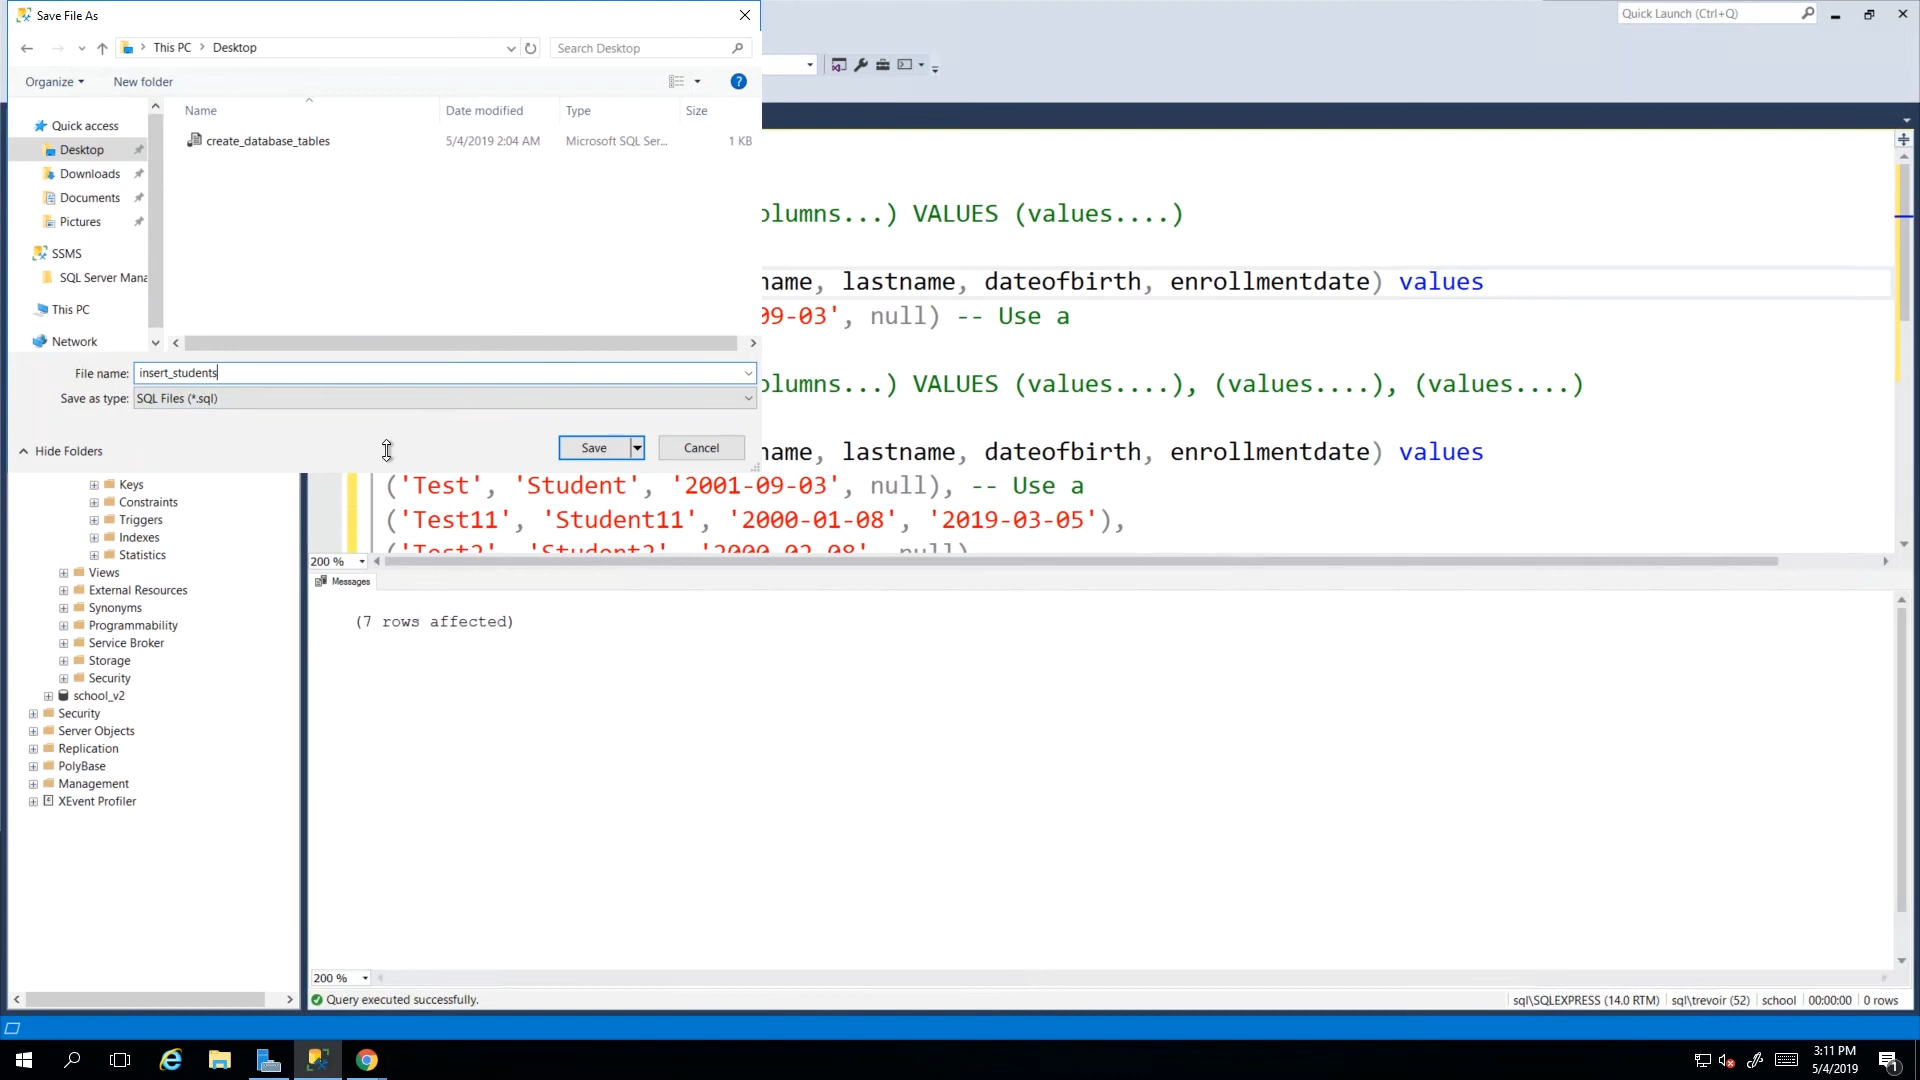 Save File As
Quick Launch (Ctrl+Q)
This PC
Desktop
Search Desktop
Organize
New folder
Name
Date modified
Type
Size
create_database_tables
5/4/2019 2:04 AM
Microsoft SQL Ser...
1 KB
Quick access
Desktop
Downloads
Documents
Pictures
SSMS
SQL Server Mana
This PC
Network
File name:
insert_students
Save as type:
SQL Files (*.sql)
Hide Folders
Save
Cancel
olumns...) VALUES (values....)
name, lastname, dateofbirth, enrollmentdate) values
09-03', null) -- Use a
olumns...) VALUES (values....), (values....), (values....)
name, lastname, dateofbirth, enrollmentdate) values
('Test', 'Student', '2001-09-03', null), -- Use a
('Test11', 'Student11', '2000-01-08', '2019-03-05'),
('Test2', 'Student2', '2000-02-08', null)
200 %
Messages
(7 rows affected)
Keys
Constraints
Triggers
Indexes
Statistics
Views
External Resources
Synonyms
Programmability
Service Broker
Storage
Security
school_v2
Security
Server Objects
Replication
PolyBase
Management
XEvent Profiler
200 %
Query executed successfully.
sql\SQLEXPRESS (14.0 RTM)
sql\trevoir (52)
school
00:00:00
0 rows
3:11 PM
5/4/2019
1